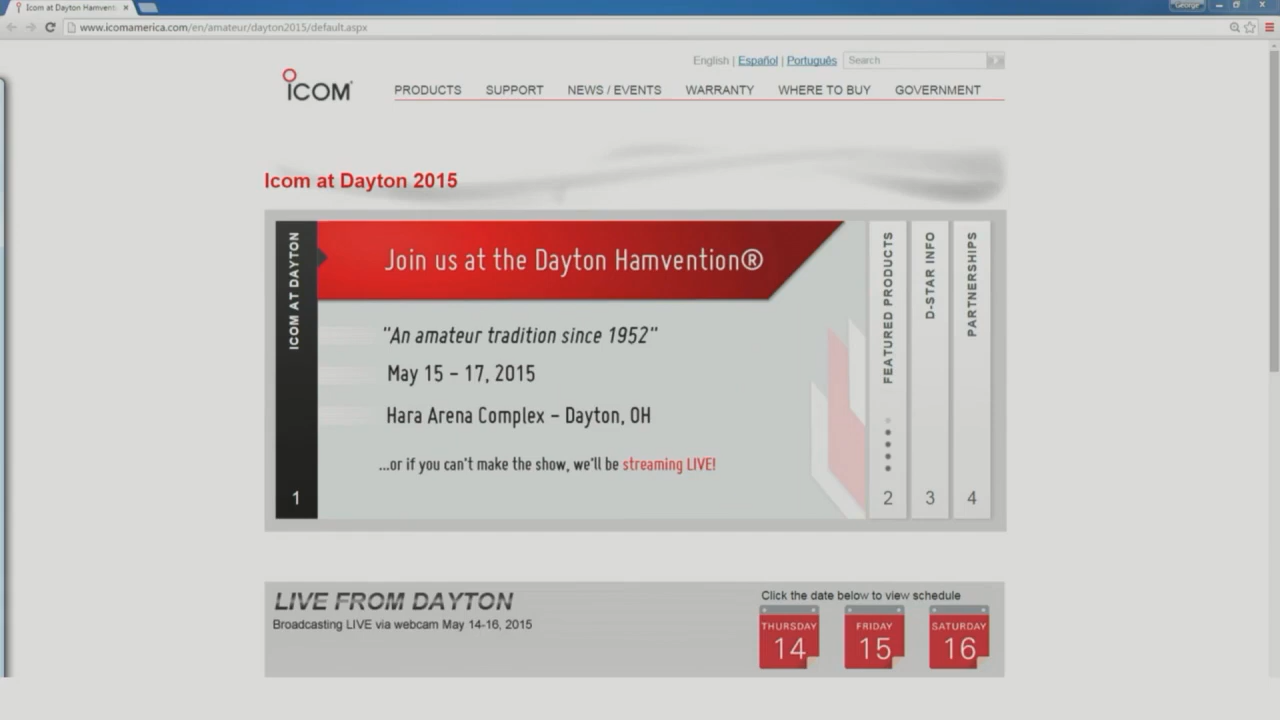 Icom at Dayton Hamventi
George
www.icomamerica.com/en/amateur/dayton2015/default.aspx
English | Español | Português
Search
ICOM
PRODUCTS SUPPORT NEWS / EVENTS WARRANTY WHERE TO BUY GOVERNMENT
Icom at Dayton 2015
ICOM AT DAYTON
1
Join us at the Dayton Hamvention®
"An amateur tradition since 1952"
May 15 – 17, 2015
Hara Arena Complex – Dayton, OH
...or if you can't make the show, we'll be streaming LIVE!
FEATURED PRODUCTS
2
D-STAR INFO
3
PARTNERSHIPS
4
LIVE FROM DAYTON
Broadcasting LIVE via webcam May 14-16, 2015
Click the date below to view schedule
THURSDAY
14
FRIDAY
15
SATURDAY
16